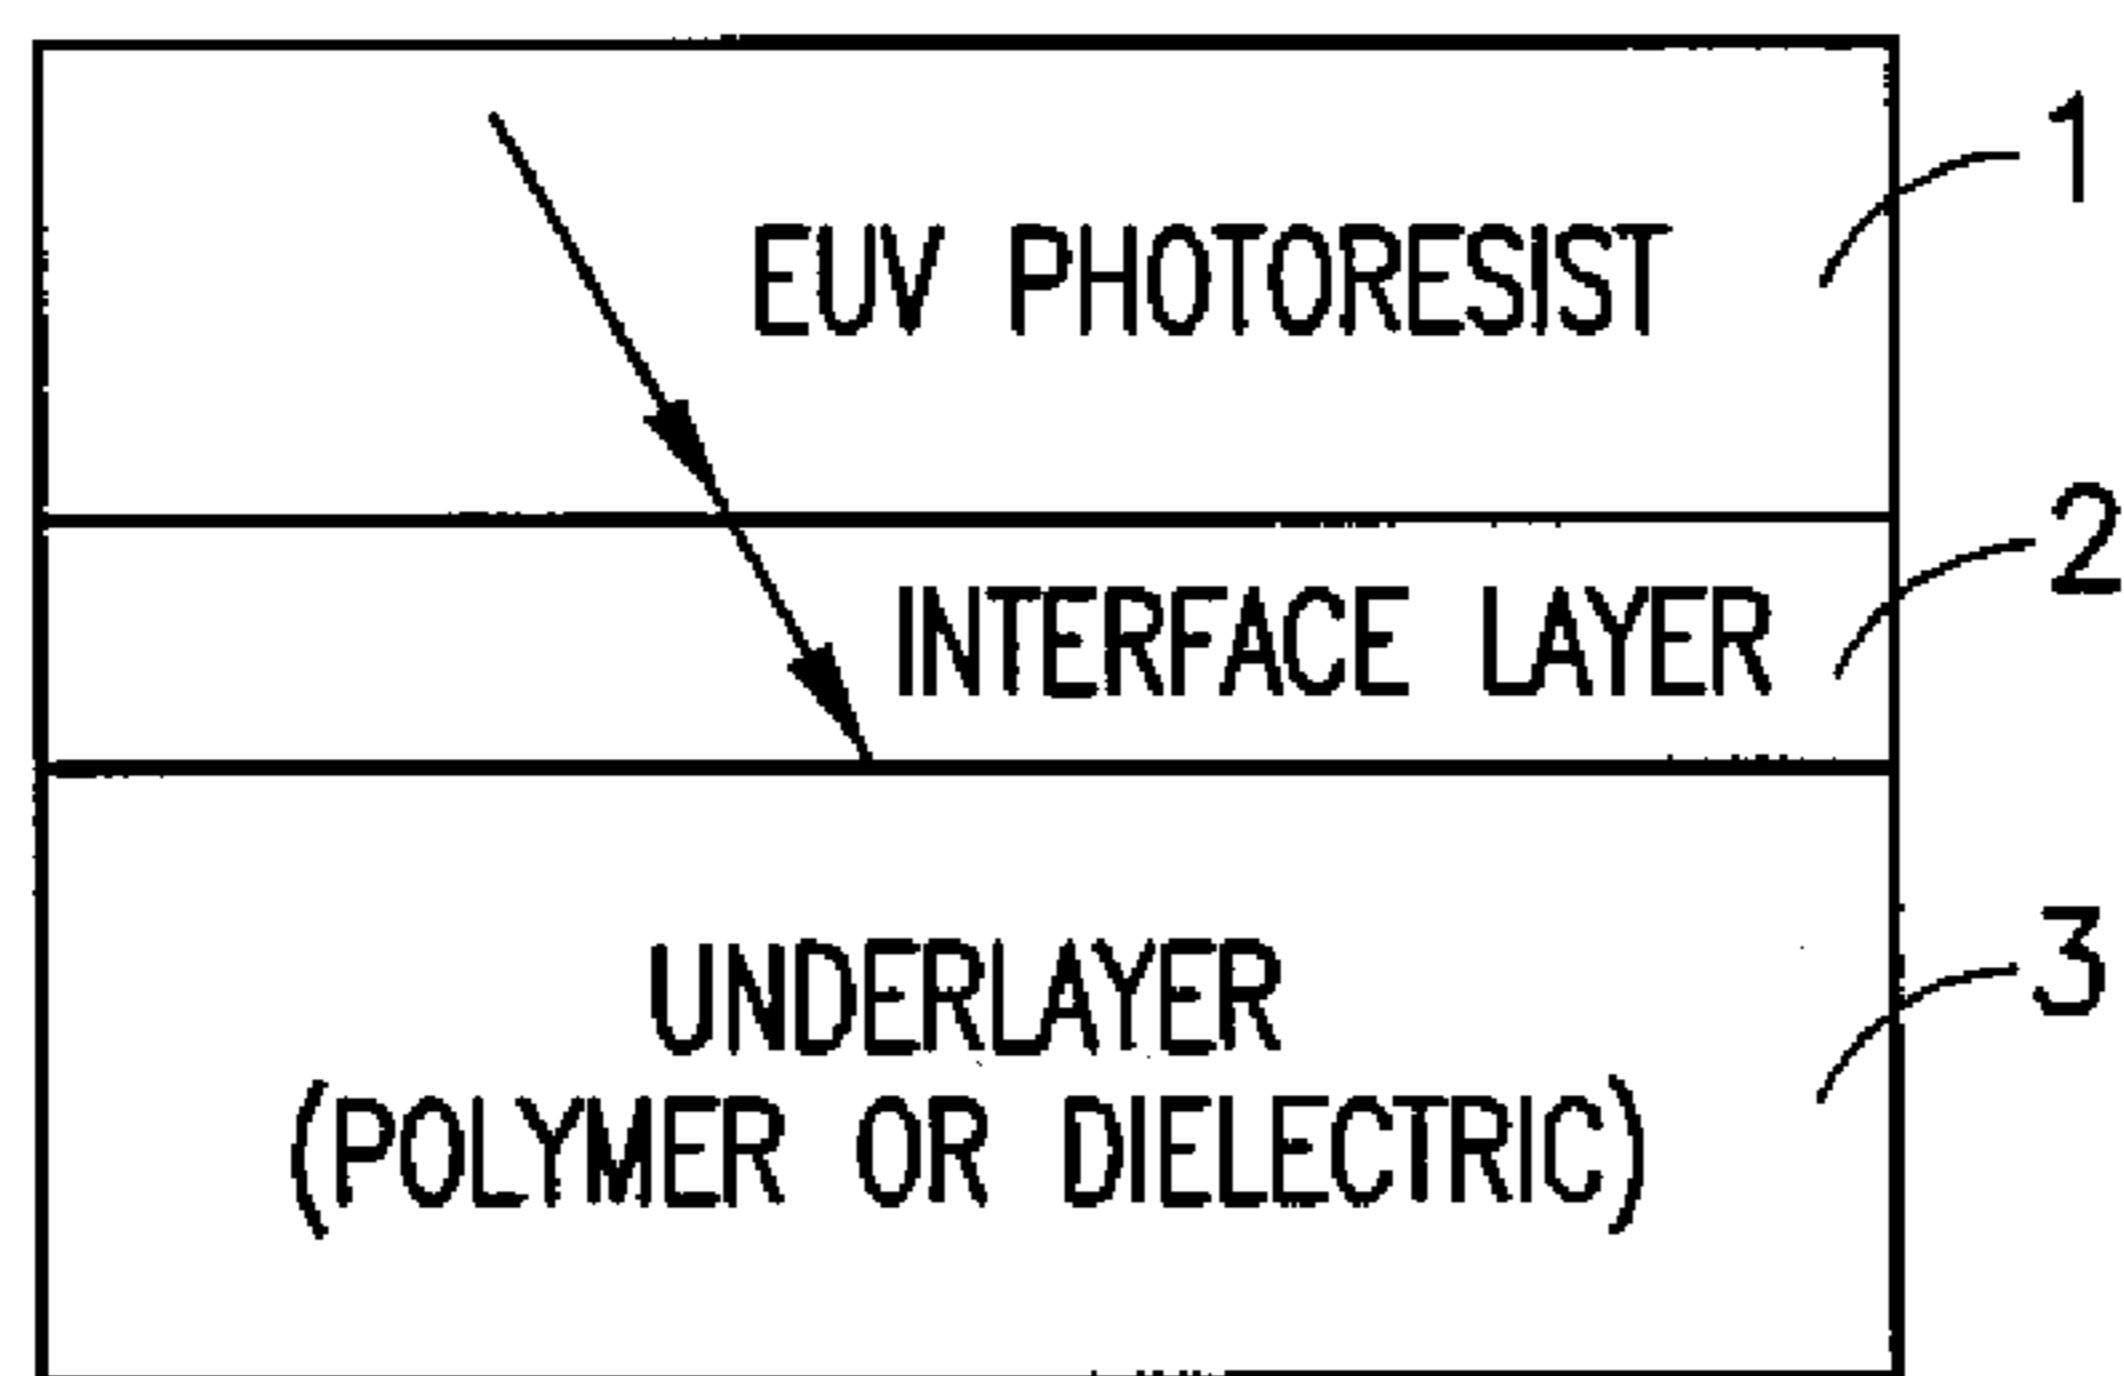 EUV PHOTORESIST
1
INTERFACE LAYER
2
UNDERLAYER
(POLYMER OR DIELECTRIC)
3